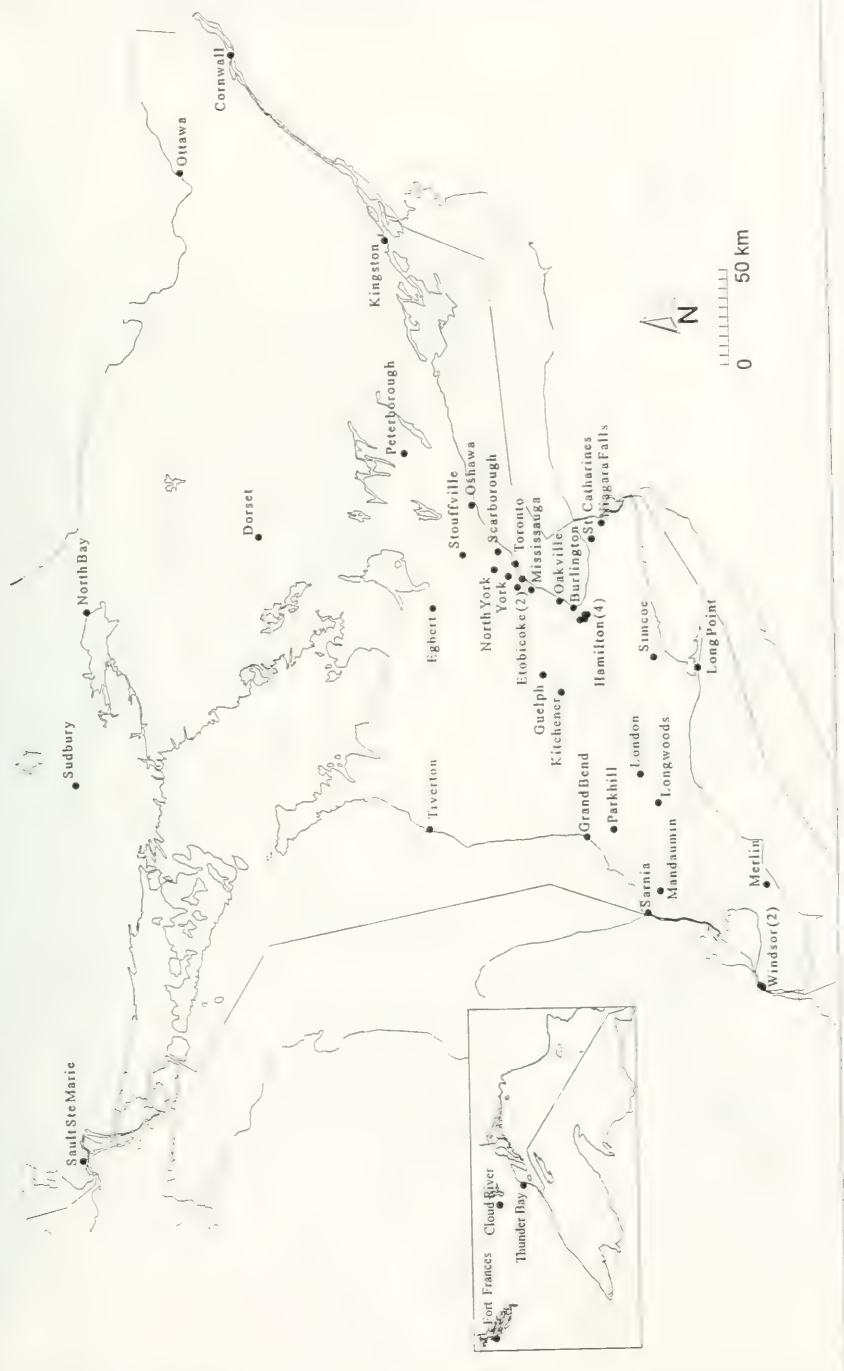 Cornwall
Ottawa
Kingston
Peterborough
Dorset
North Bay
Sudbury
Sault Ste Marie
Stouffville
Oshawa
Scarborough
North York
York
Toronto
Etobicoke (2)
Mississauga
Oakville
Burlington
St Catharines
Niagara Falls
Hamilton (4)
Egbert
Guelph
Kitchener
Tiverton
Grand Bend
Parkhill
London
Longwoods
Simcoe
Long Point
Sarnia
Mandaumin
Merlin
Windsor (2)
Fort Frances
Cloud River
Thunder Bay
N
0
50 km